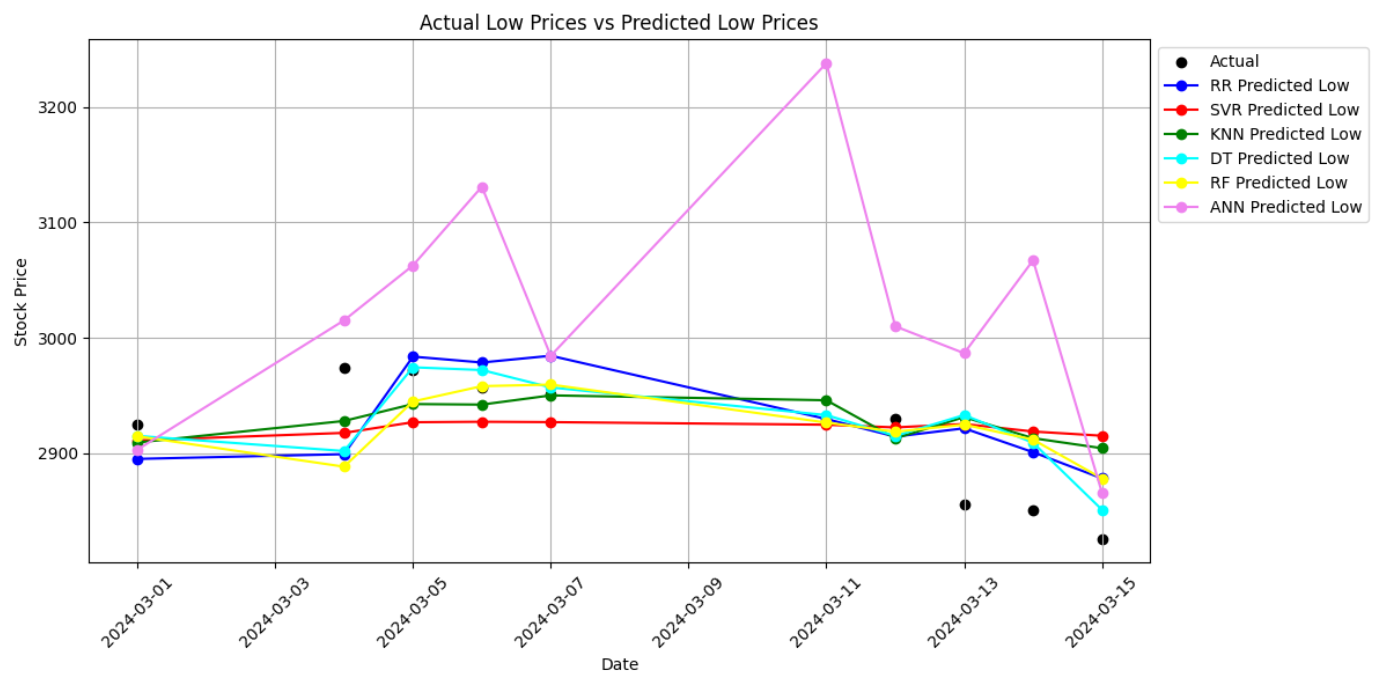 Actual Low Prices vs Predicted Low Prices
Actual
RR Predicted Low
SVR Predicted Low
KNN Predicted Low
DT Predicted Low
RF Predicted Low
ANN Predicted Low
Stock Price
3200
3100
3000
2900
2024-03-01
2024-03-03
2024-03-05
2024-03-07
2024-03-09
2024-03-11
2024-03-13
2024-03-15
Date